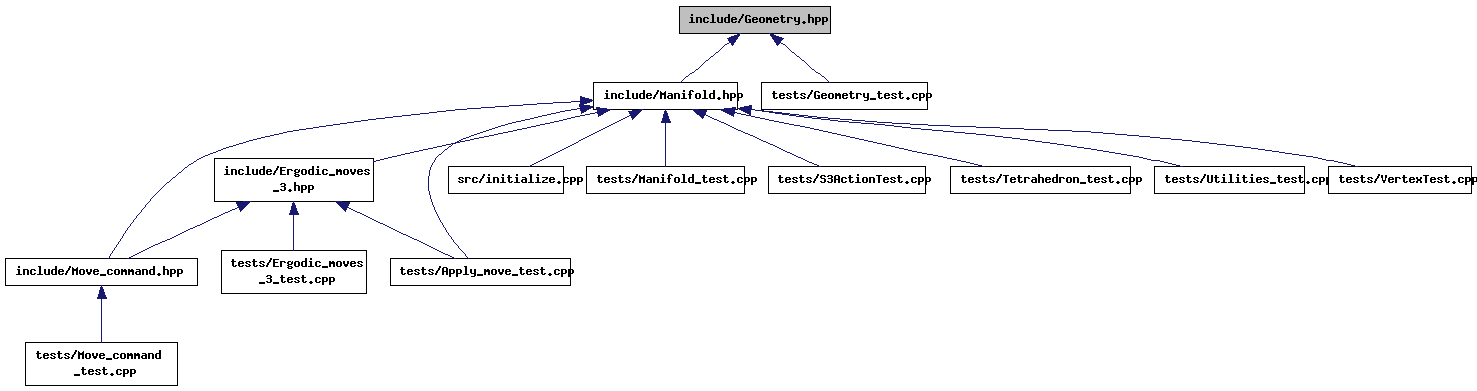 include/Geometry.hpp
include/Manifold.hpp
tests/Geometry_test.cpp
include/Ergodic_moves
_3.hpp
src/initialize.cpp
tests/Manifold_test.cpp
tests/S3ActionTest.cpp
tests/Tetrahedron_test.cpp
tests/Utilities_test.cpp
tests/VertexTest.cpp
include/Move_command.hpp
tests/Ergodic_moves
_3_test.cpp
tests/Apply_move_test.cpp
tests/Move_command
_test.cpp